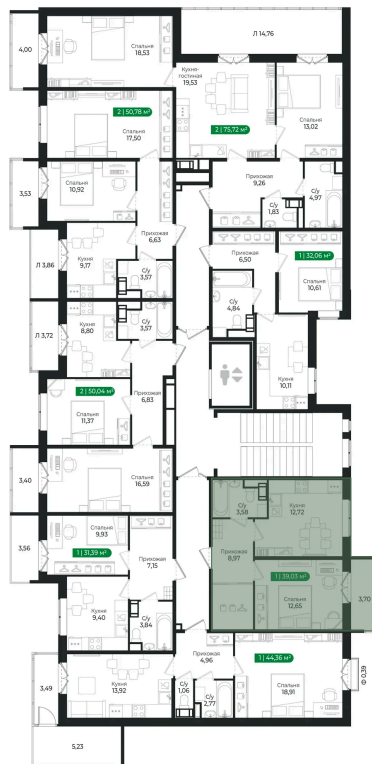 4,00
Спальня
18.53
Л 14,76
Кухня-
гостиная
19,53
Спальня
13,02
2 | 50,78 м²
Спальня
17,50
2 | 75,72 м²
3,53
Спальня
10,92
9,26
С/у
1,83
С/у
4,97
Прихожая
6,63
Л 3,86
Кухня
9,17
С/у
3,57
Прихожая
6,50
1 | 32,06 м²
Спальня
10,61
С/у
4,84
Л 3,72
Кухня
8,80
С/у
3,57
Кухня
10,11
2 | 50,04 м²
Спальня
11,37
Прихожая
6,83
3,40
Спальня
16,59
С/у
3,58
Кухня
12,72
3,56
Спальня
9,93
1 | 31,39 м²
Прихожая
7,15
Прихожая
8,97
1 | 39,03 м²
Спальня
12,65
3,70
Кухня
9,40
С/у
3,84
Прихожая
4,96
1 | 44,36 м²
Ф 0,39
3,49
Кухня
13,92
С/у
1,06
С/у
2,77
Спальня
18,91
5,23